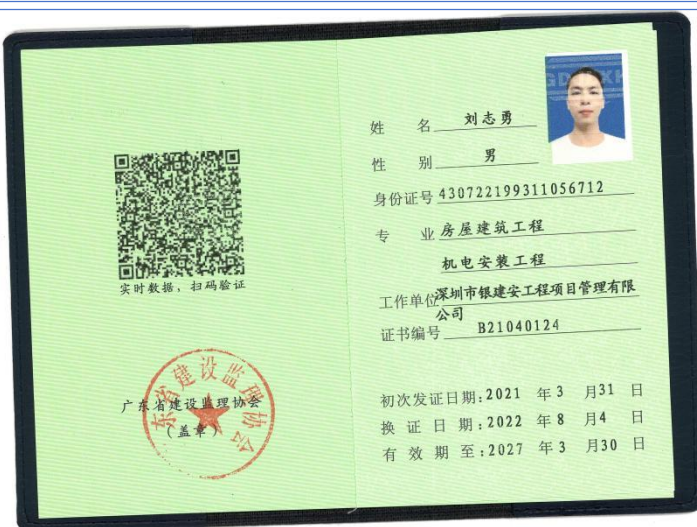 实时数据，扫码验证
广东省建设监理协会
（盖章）
广东省建设监理协会
姓 名 刘志勇
性 别 男
身份证号 430722199311056712
专 业 房屋建筑工程
机电安装工程
工作单位 深圳市银建安工程项目管理有限
公司
证书编号 B21040124
初次发证日期:2021 年 3 月31 日
换 证 日 期:2022 年 8 月4 日
有 效 期 至:2027 年 3 月30 日